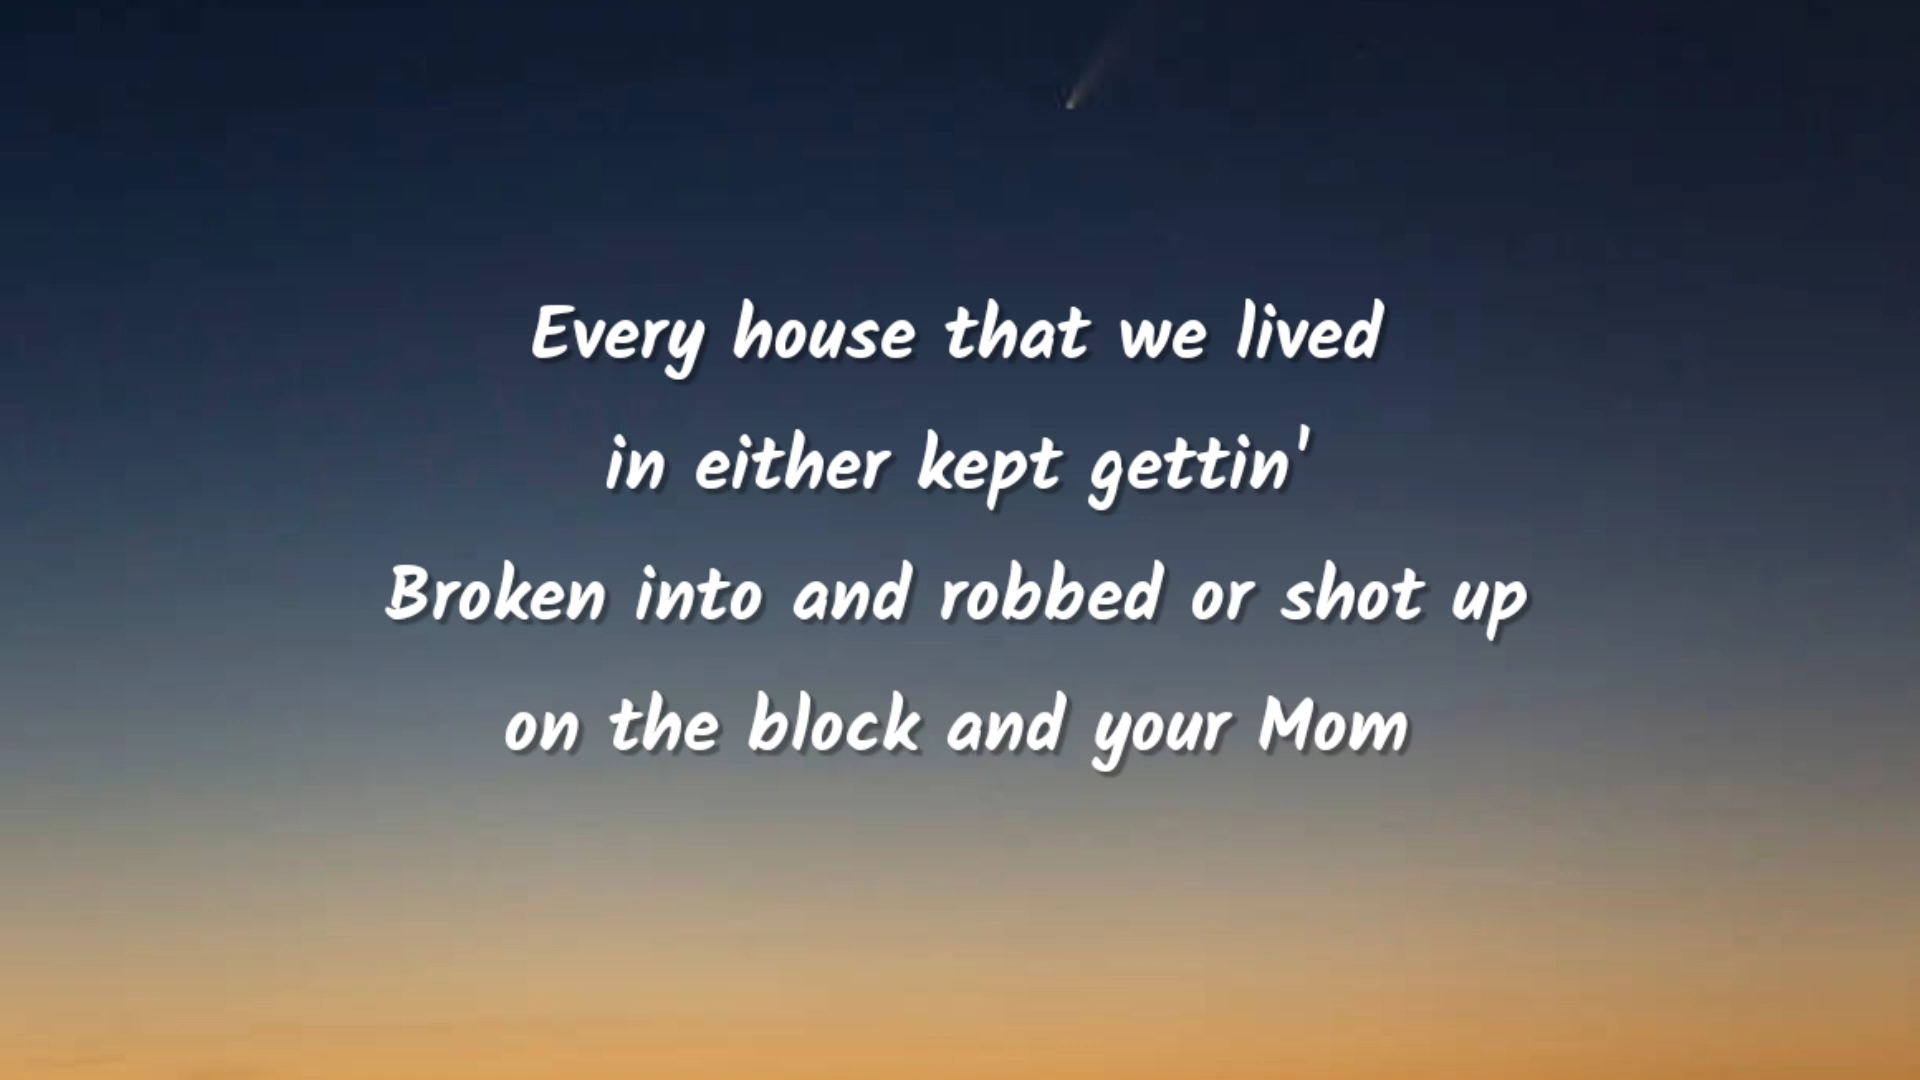 Every house that we lived
in either kept gettin'
Broken into and robbed or shot up
on the block and your Mom